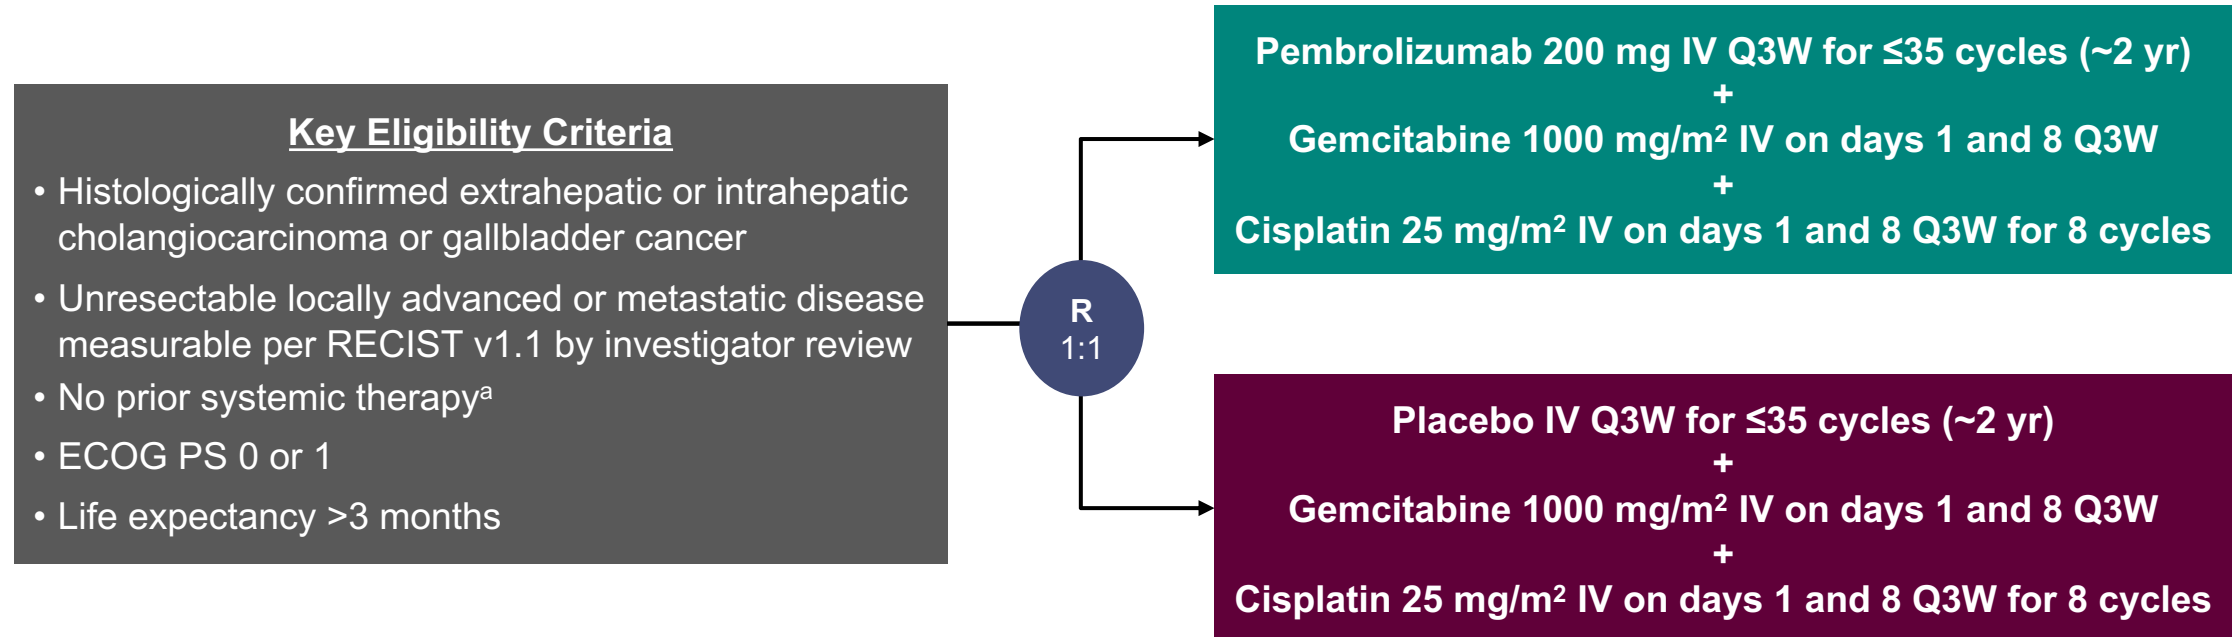 Key Eligibility Criteria
• Histologically confirmed extrahepatic or intrahepatic
cholangiocarcinoma or gallbladder cancer
• Unresectable locally advanced or metastatic disease
measurable per RECIST v1.1 by investigator review
• No prior systemic therapyᵃ
• ECOG PS 0 or 1
• Life expectancy >3 months
R
1:1
Pembrolizumab 200 mg IV Q3W for ≤35 cycles (~2 yr)
+
Gemcitabine 1000 mg/m² IV on days 1 and 8 Q3W
+
Cisplatin 25 mg/m² IV on days 1 and 8 Q3W for 8 cycles
Placebo IV Q3W for ≤35 cycles (~2 yr)
+
Gemcitabine 1000 mg/m² IV on days 1 and 8 Q3W
+
Cisplatin 25 mg/m² IV on days 1 and 8 Q3W for 8 cycles